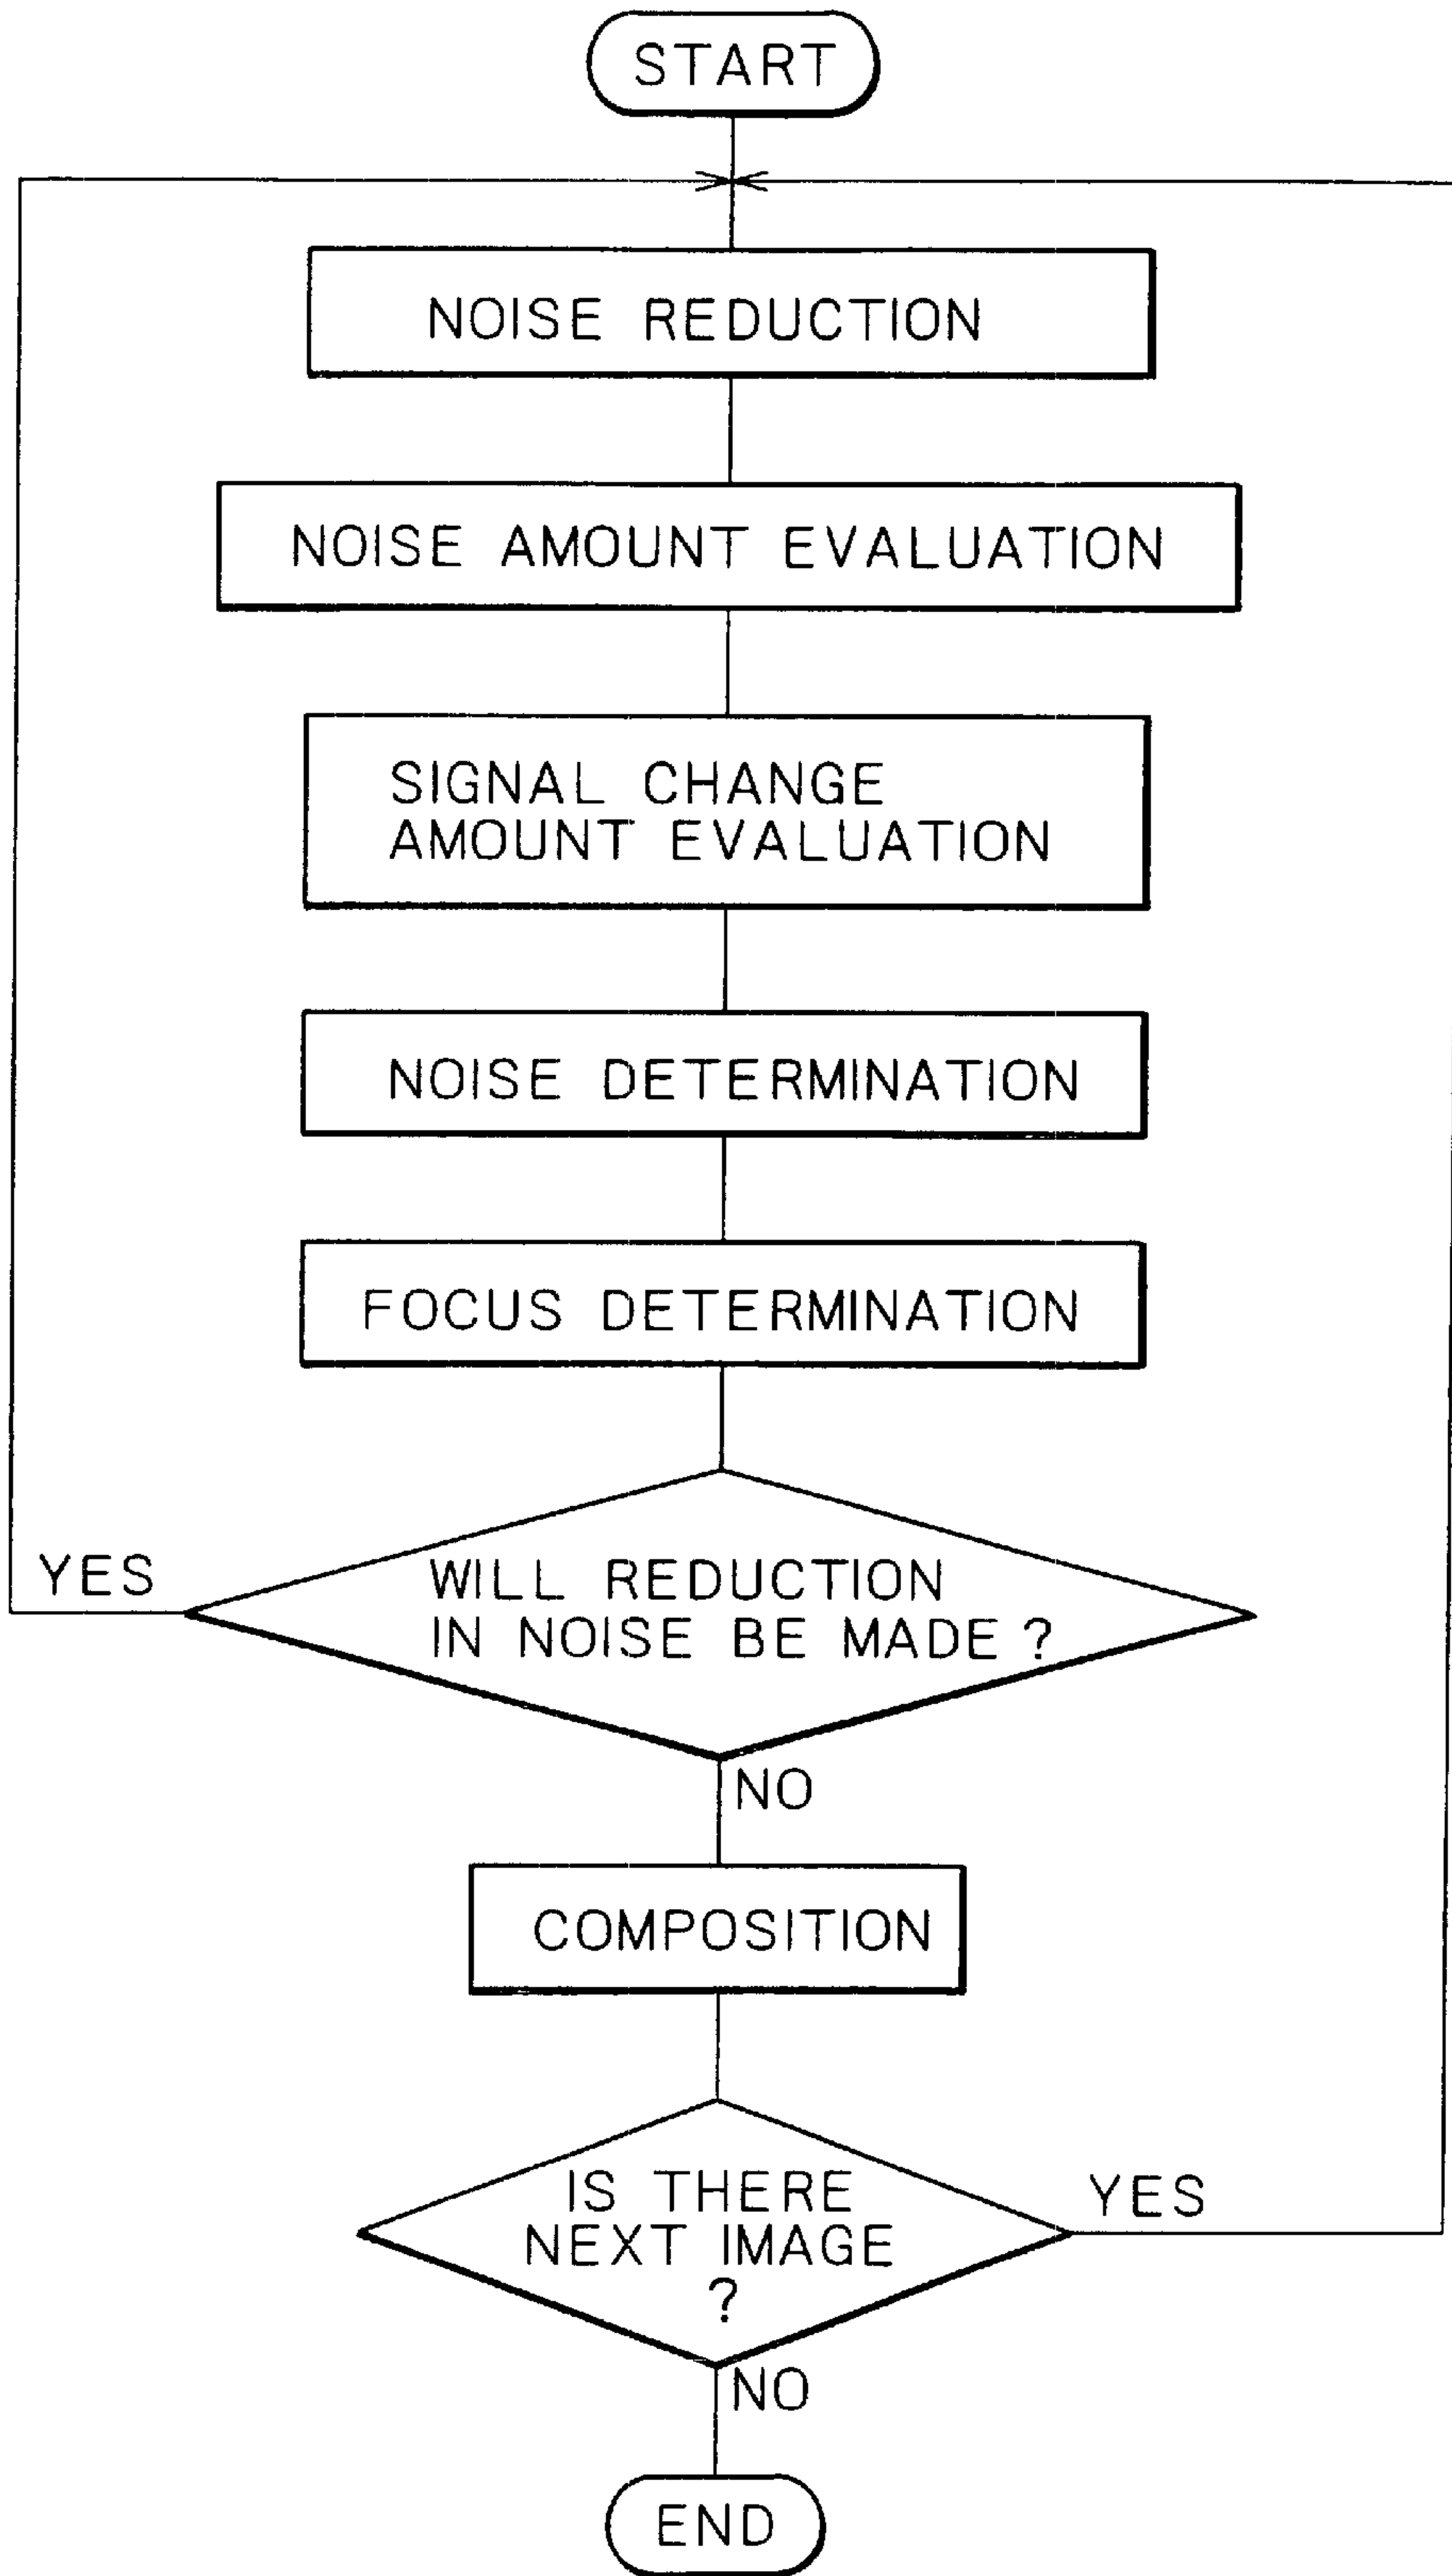 START
NOISE REDUCTION
NOISE AMOUNT EVALUATION
SIGNAL CHANGE
AMOUNT EVALUATION
NOISE DETERMINATION
FOCUS DETERMINATION
WILL REDUCTION
IN NOISE BE MADE ?
YES
NO
COMPOSITION
IS THERE
NEXT IMAGE
?
YES
NO
END